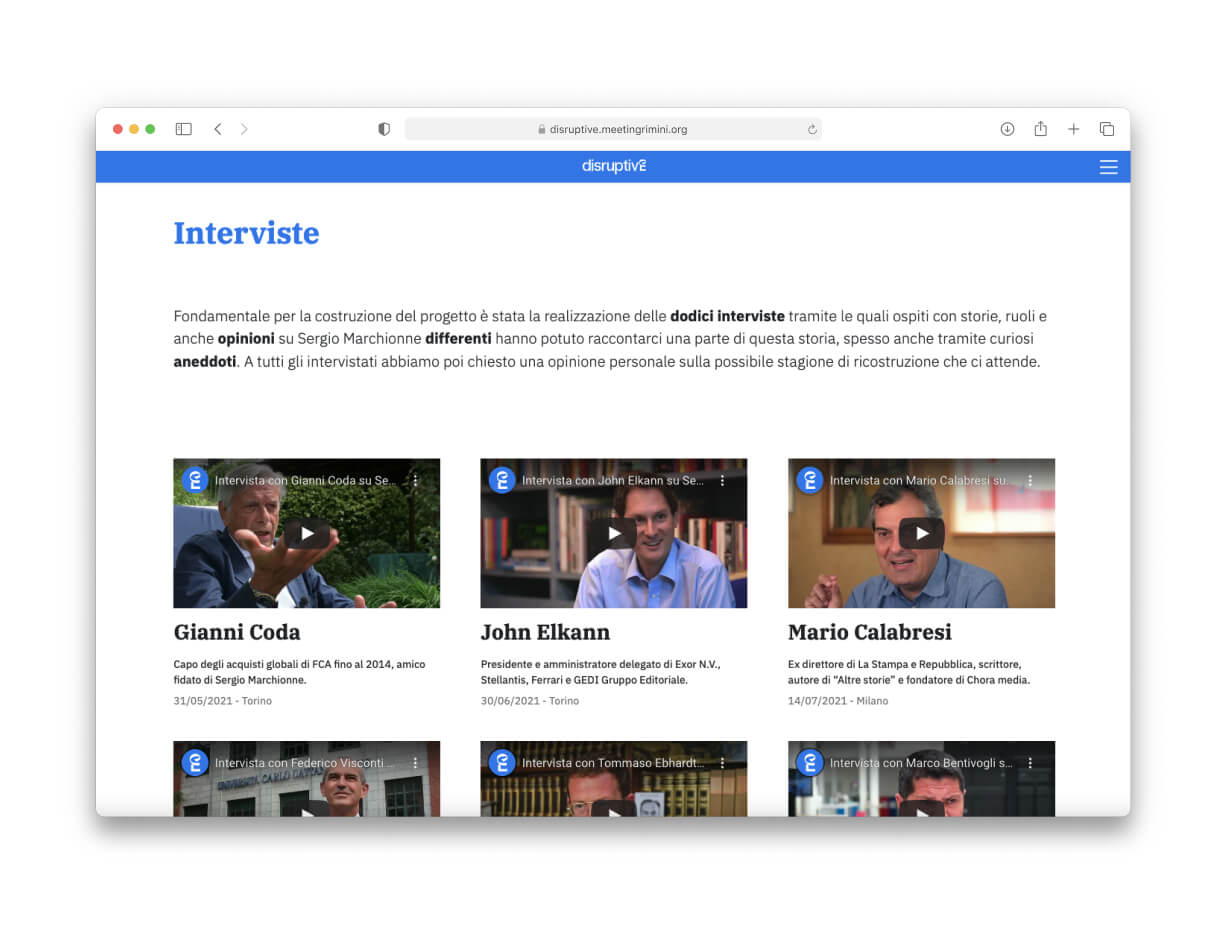 disruptive.meetingrimini.org
disruptive
Interviste
Fondamentale per la costruzione del progetto è stata la realizzazione delle dodici interviste tramite le quali ospiti con storie, ruoli e
anche opinioni su Sergio Marchionne differenti hanno potuto raccontarci una parte di questa storia, spesso anche tramite curiosi
aneddoti. A tutti gli intervistati abbiamo poi chiesto una opinione personale sulla possibile stagione di ricostruzione che ci attende.
Intervista con Gianni Coda su Se...
Intervista con John Elkann su Se...
Intervista con Mario Calabresi su...
Gianni Coda
John Elkann
Mario Calabresi
Capo degli acquisti globali di FCA fino al 2014, amico
fidato di Sergio Marchionne.
31/05/2021 - Torino
Presidente e amministratore delegato di Exor N.V.,
Stellantis, Ferrari e GEDI Gruppo Editoriale.
30/06/2021 - Torino
Ex direttore di La Stampa e Repubblica, scrittore,
autore di “Altre storie” e fondatore di Chora media.
14/07/2021 - Milano
Intervista con Federico Visconti ...
Intervista con Tommaso Ebhardt...
Intervista con Marco Bentivogli s...
CARLO